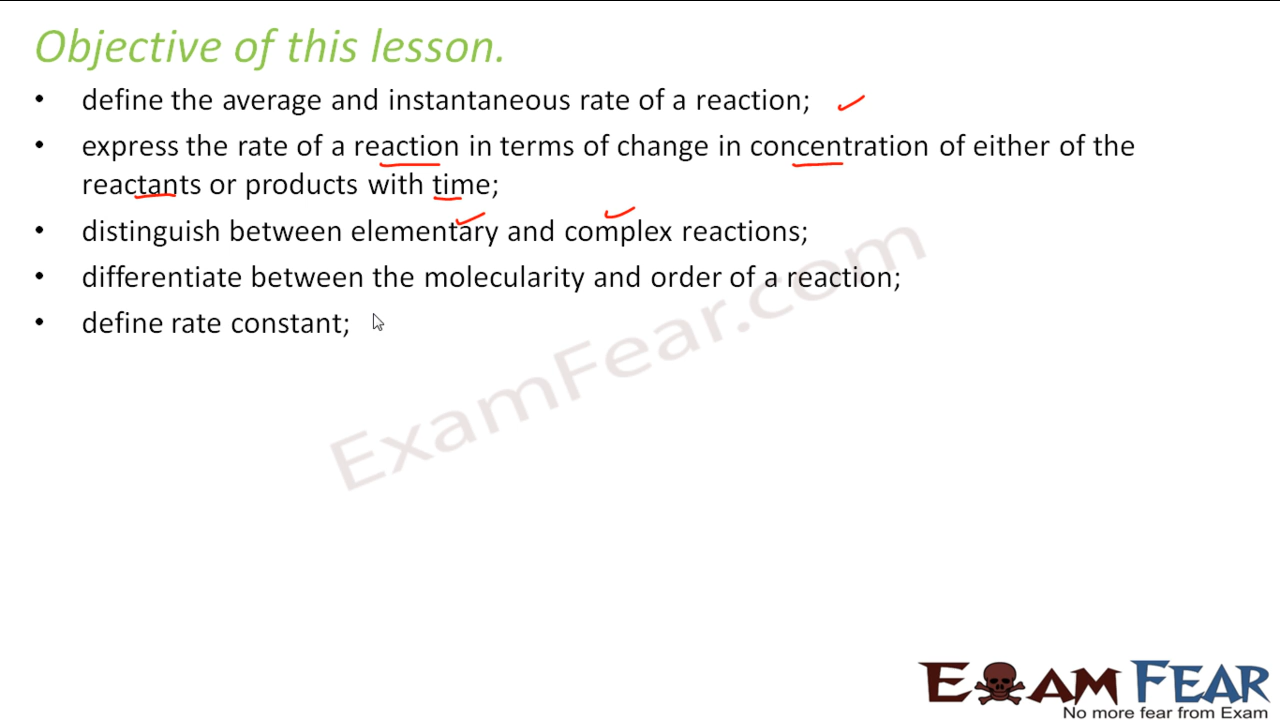 Objective of this lesson.
• define the average and instantaneous rate of a reaction;
• express the rate of a reaction in terms of change in concentration of either of the
reactants or products with time;
• distinguish between elementary and complex reactions;
• differentiate between the molecularity and order of a reaction;
• define rate constant;
ExamFear.com
EXAM FEAR
No more fear from Exam